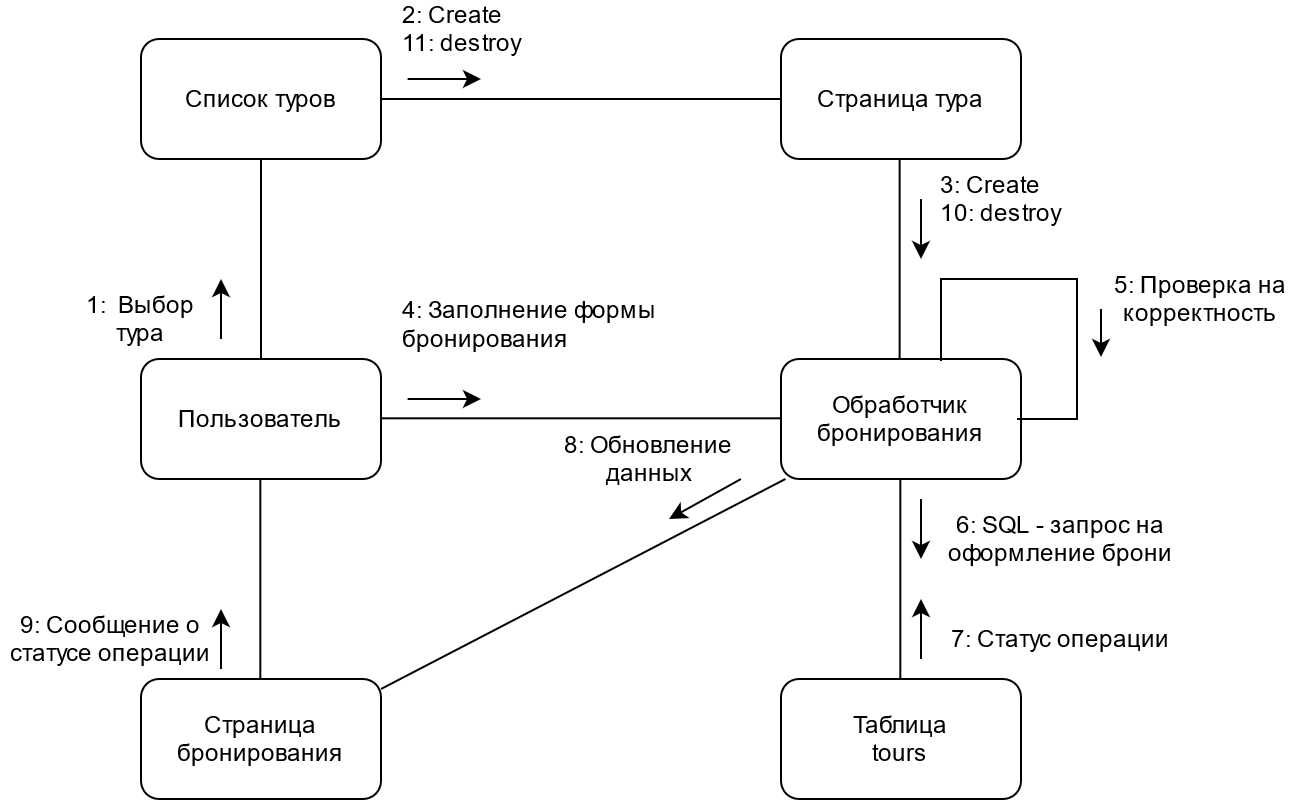 2: Create
11: destroy
Список туров
Страница тура
3: Create
10: destroy
1: Выбор
тура
4: Заполнение формы
бронирования
5: Проверка на
корректность
Пользователь
Обработчик
бронирования
8: Обновление
данных
6: SQL - запрос на
оформление брони
9: Сообщение о
статусе операции
7: Статус операции
Страница
бронирования
Таблица
tours